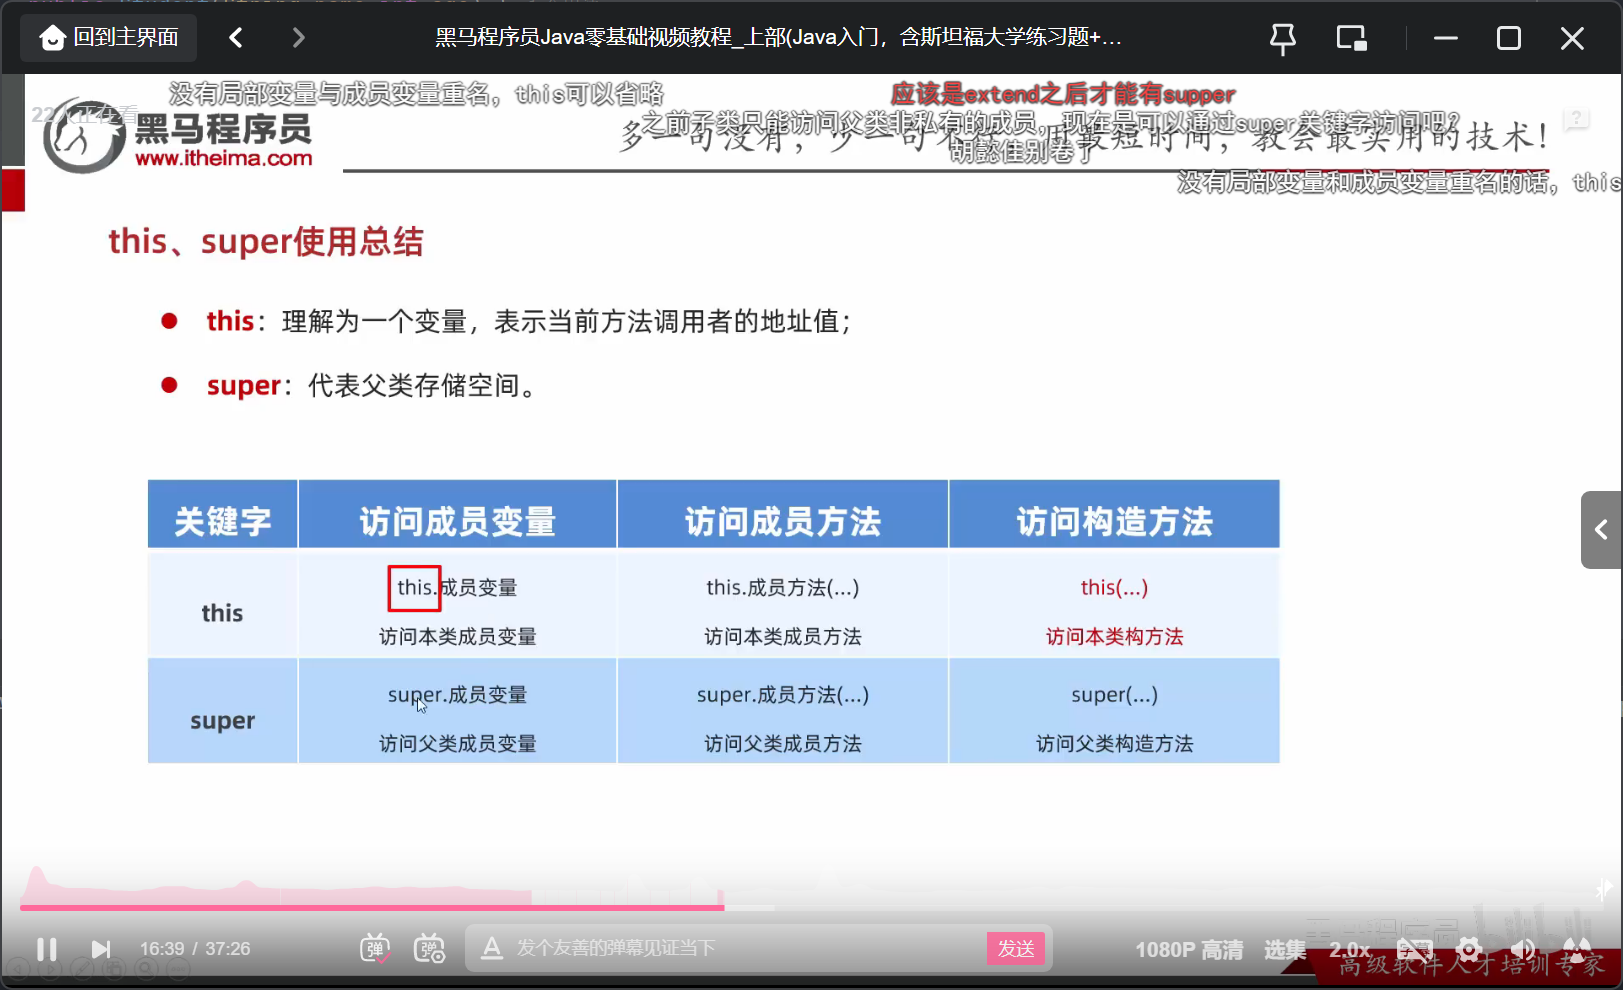 回到主界面
黑马程序员Java零基础视频教程_上部(Java入门，含斯坦福大学练习题+...
没有局部变量与成员变量重名，this可以省略
应该是extend之后才能有supper
22人正在看
之前子类只能访问父类非私有的成员，现在是可以通过super关键字访问吧？
黑马程序员
www.itheima.com
多一句没有，少一句不行，用最短时间，教会最实用的技术！
胡懿佳别卷了
没有局部变量和成员变量重名的话，this
this、super使用总结
this：理解为一个变量，表示当前方法调用者的地址值；
super：代表父类存储空间。
关键字 访问成员变量 访问成员方法 访问构造方法
this
this.成员变量
访问本类成员变量
this.成员方法(...)
访问本类成员方法
this(...)
访问本类构方法
super
super.成员变量
访问父类成员变量
super.成员方法(...)
访问父类成员方法
super(...)
访问父类构造方法
16:39 / 37:26
弹
弹
发个友善的弹幕见证当下
发送
1080P 高清
选集
2.0x
高级软件人才培训专家